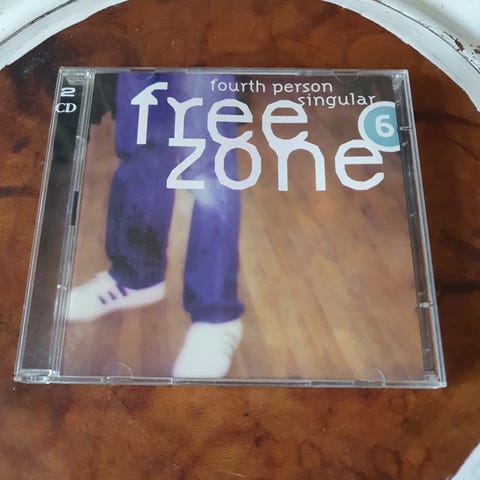 2
CD
fourth person
singular
free
zone
6